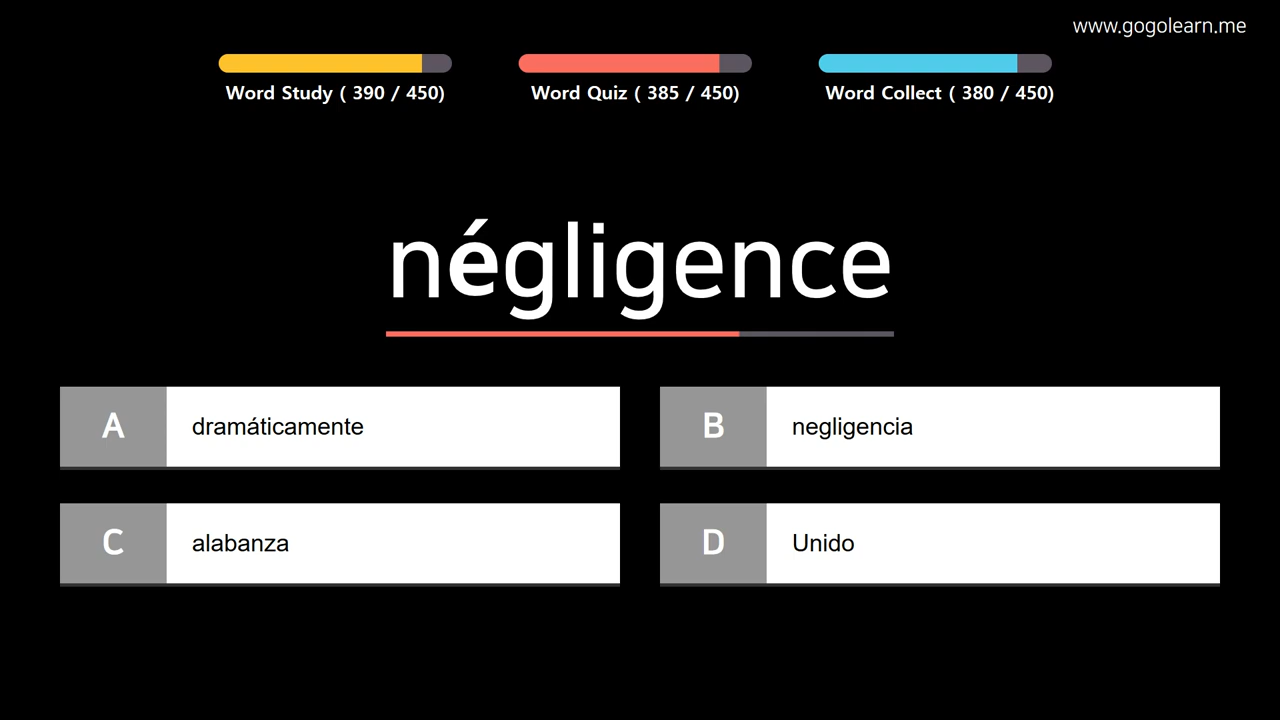 www.gogolearn.me
Word Study ( 390 / 450)
Word Quiz ( 385 / 450)
Word Collect ( 380 / 450)
négligence
A dramáticamente
B negligencia
C alabanza
D Unido